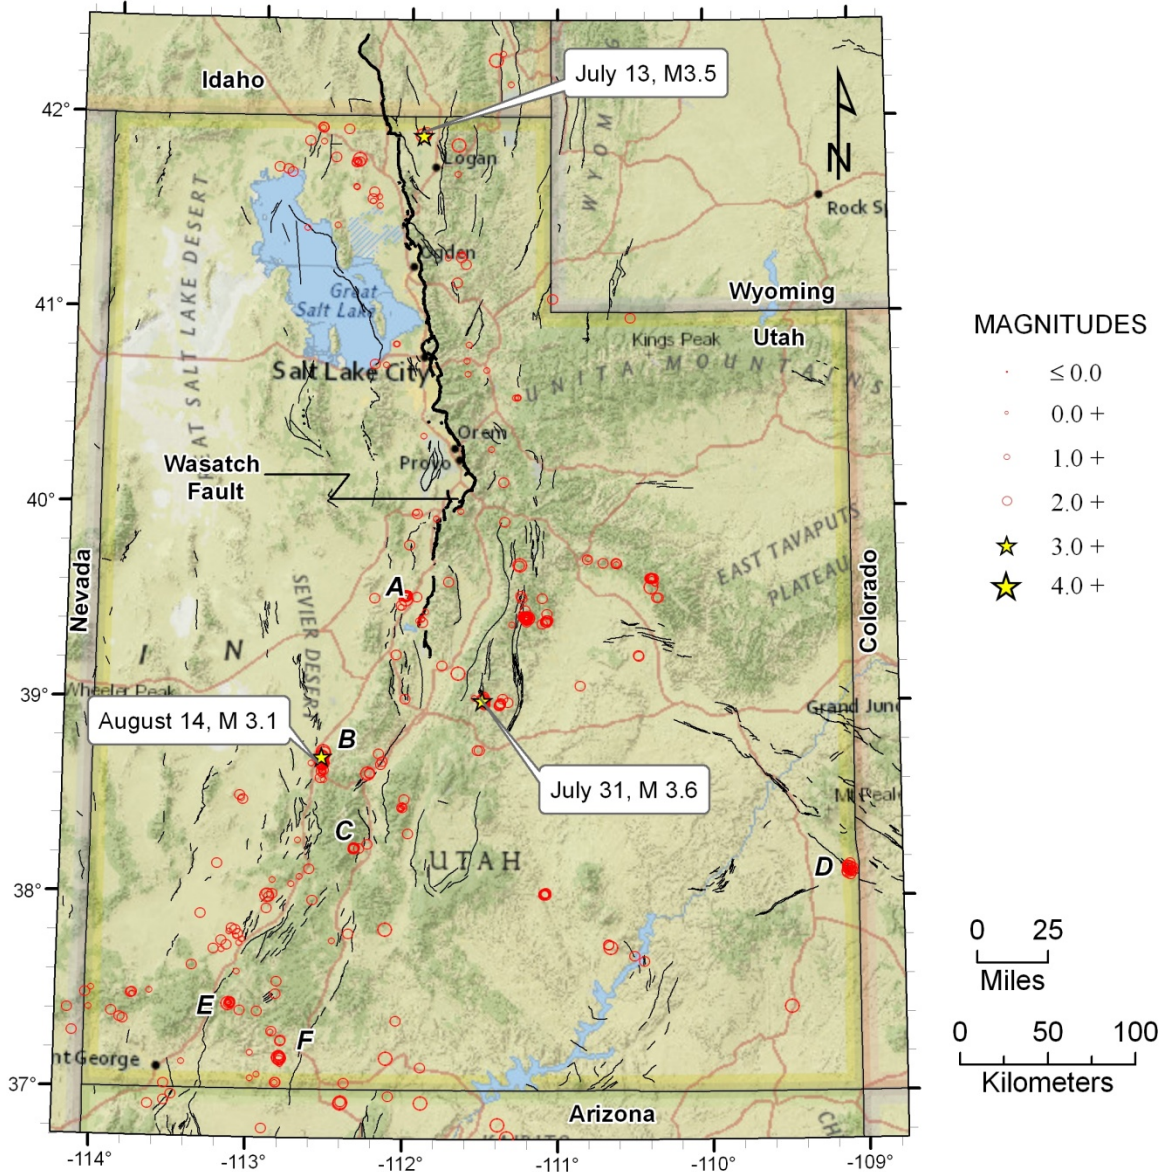 Idaho
July 13, M3.5
42°
WYOMING
N
Logan
Rock S
GREAT SALT LAKE DESERT
Ogden
41°
Great
Salt Lake
Wyoming
Utah
Kings Peak
Salt Lake City
UNITA MOUNTAINS
MAGNITUDES
≤ 0.0
0.0 +
1.0 +
2.0 +
3.0 +
4.0 +
Orem
Provo
Wasatch
Fault
40°
EAST TAVAPUTS
PLATEAU
Nevada
Colorado
A
SEVIER DESERT
I N
Wheeler Peak
39°
Grand Junc
August 14, M 3.1
B
July 31, M 3.6
Mt Peale
C
UTAH
D
38°
0 25
Miles
E
F
0 50 100
Kilometers
nt George
37°
Arizona
-114°
-113°
-112°
-111°
-110°
-109°